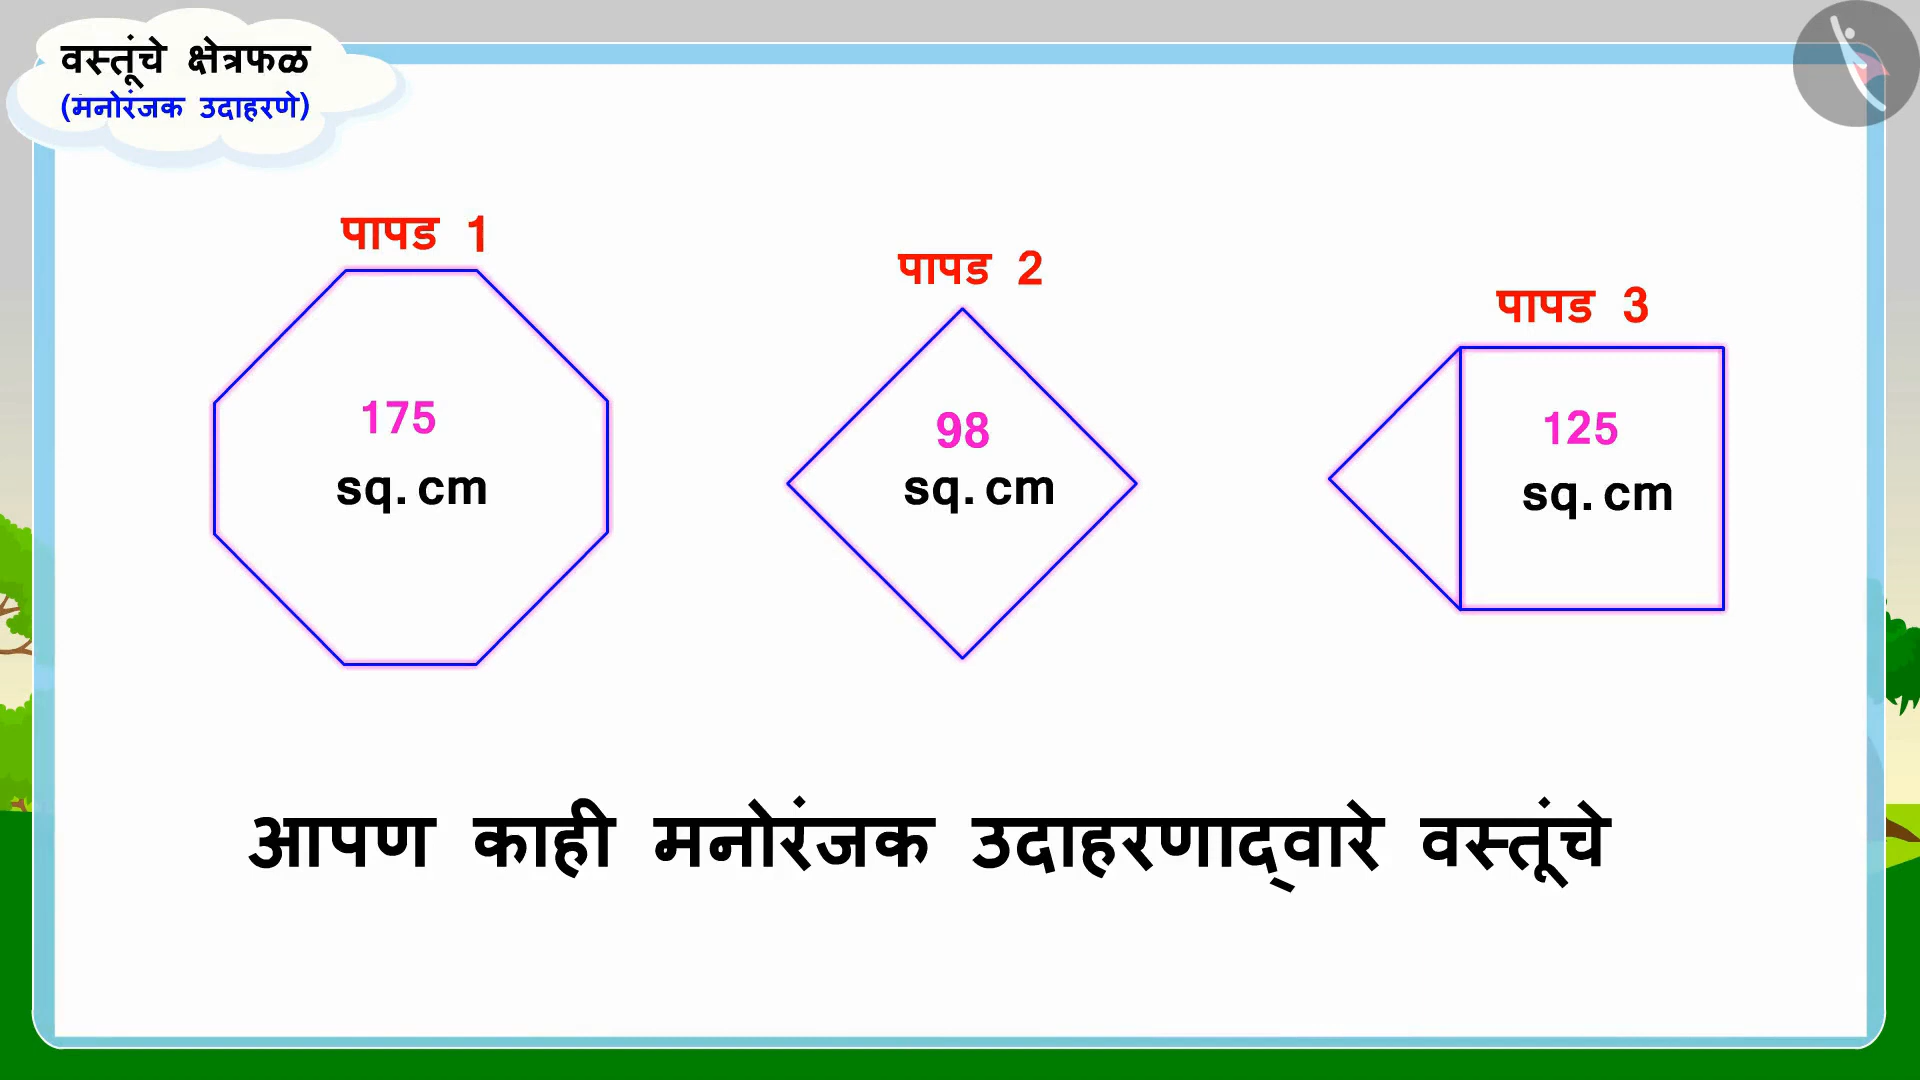 वस्तूंचे क्षेत्रफळ
(मनोरंजक उदाहरणे)
पापड 1
पापड 2
पापड 3
175
sq.cm
98
sq.cm
125
sq.cm
आपण काही मनोरंजक उदाहरणाद्‌वारे वस्तूंचे